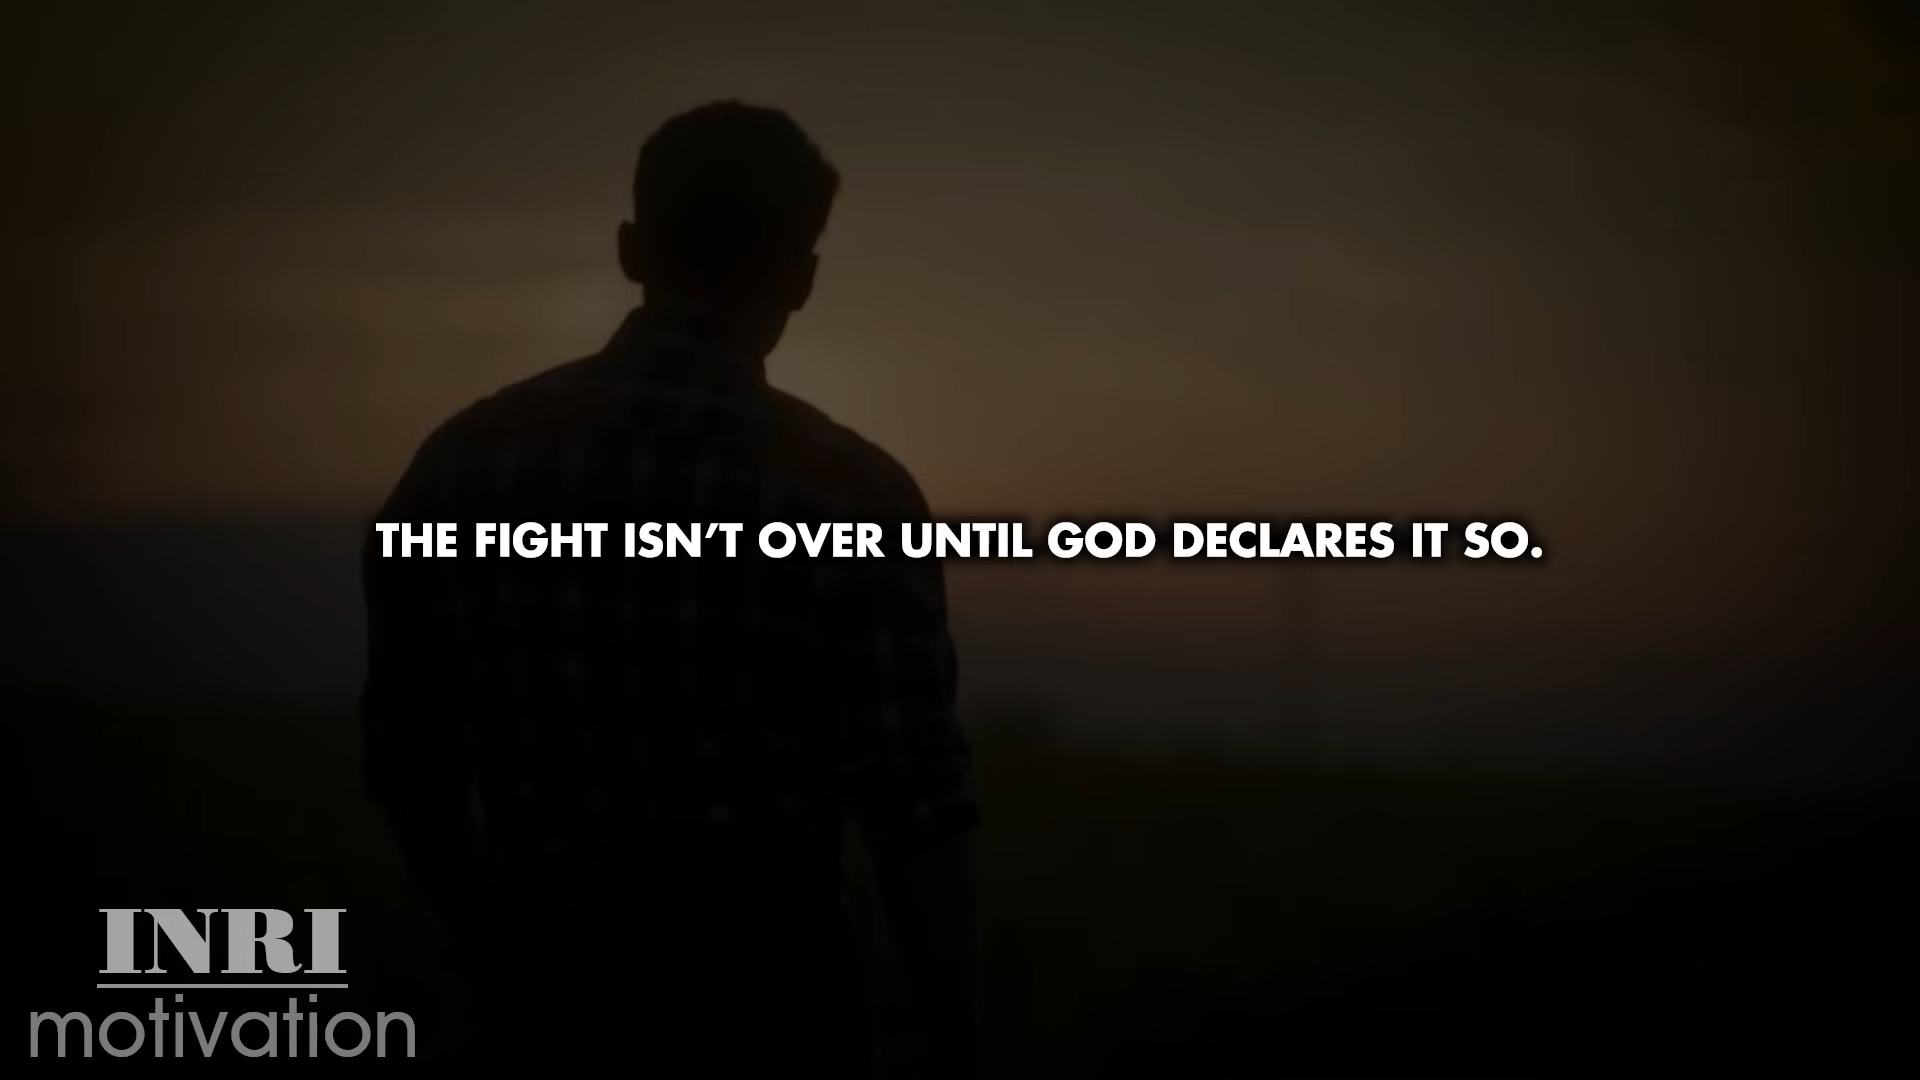 THE FIGHT ISN’T OVER UNTIL GOD DECLARES IT SO.
INRI
motivation